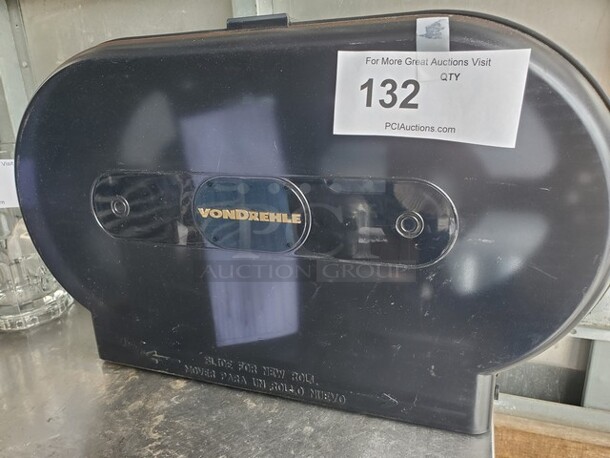 For More Great Auctions Visit
QTY
132
PCIAuctions.com
VONDREHLE
PCI
AUCTION GROUP
SLIDE FOR NEW ROLL
MOVER PARA UN ROLLO NUEVO